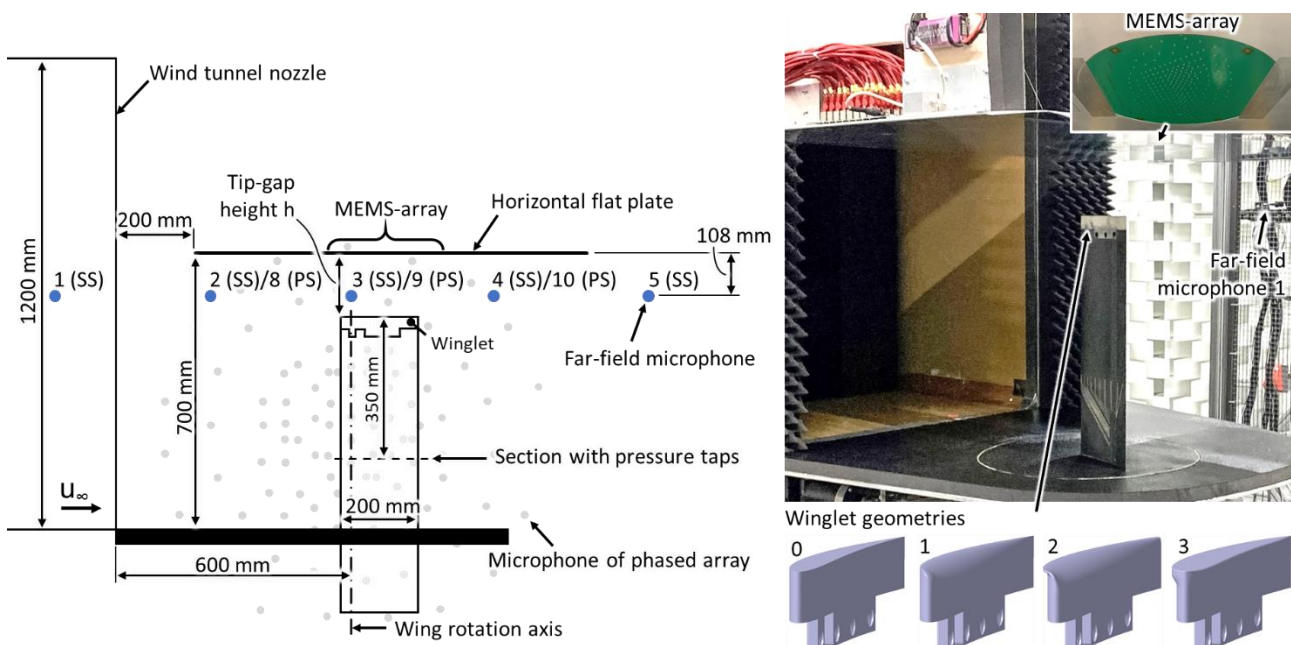 Wind tunnel nozzle
1200 mm
200 mm
Tip-gap
height h
MEMS-array
Horizontal flat plate
108 mm
1 (SS)
2 (SS)/8 (PS)
3 (SS)/9 (PS)
4 (SS)/10 (PS)
5 (SS)
Winglet
Far-field microphone
700 mm
350 mm
Section with pressure taps
u∞
200 mm
Microphone of phased array
600 mm
Wing rotation axis
MEMS-array
Far-field
microphone 1
Winglet geometries
0
1
2
3